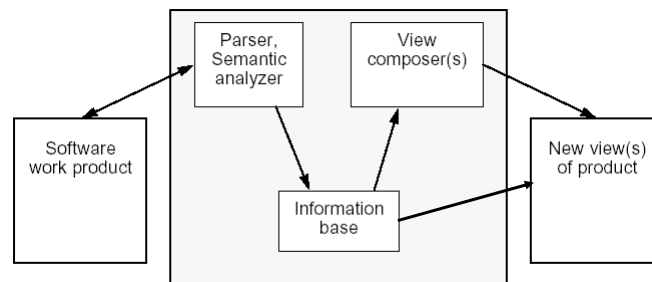 Parser,
Semantic
analyzer
View
composer(s)
Software
work product
New view(s)
of product
Information
base